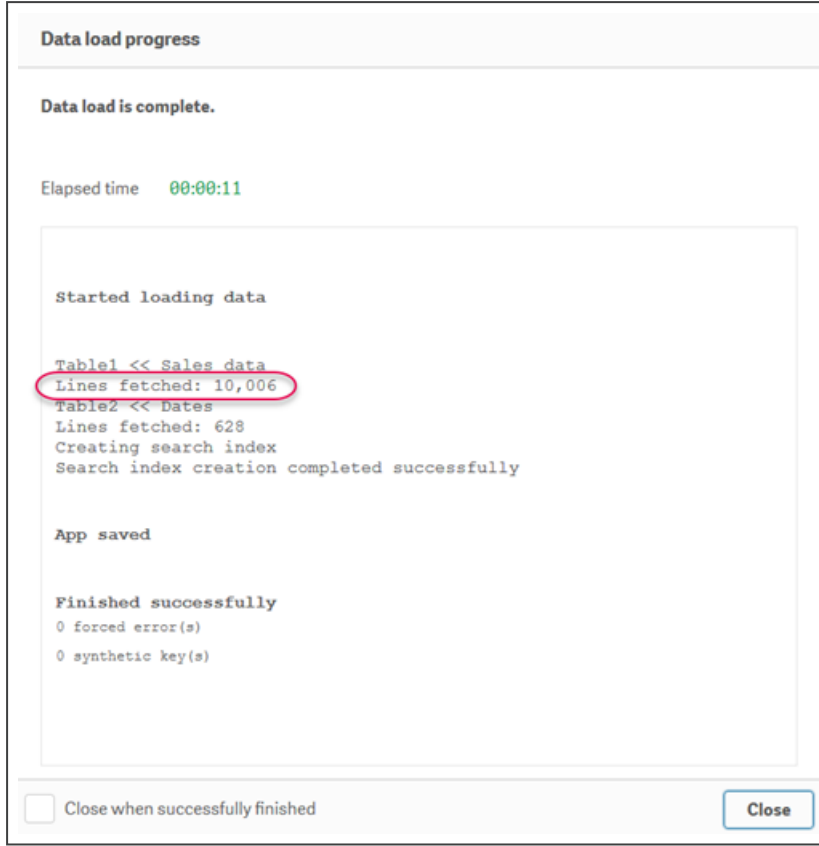 Data load progress
Data load is complete.
Elapsed time 00:00:11
Started loading data
Table1 << Sales data
Lines fetched: 10,006
Table2 << Dates
Lines fetched: 628
Creating search index
Search index creation completed successfully
App saved
Finished successfully
0 forced error(s)
0 synthetic key(s)
Close when successfully finished
Close